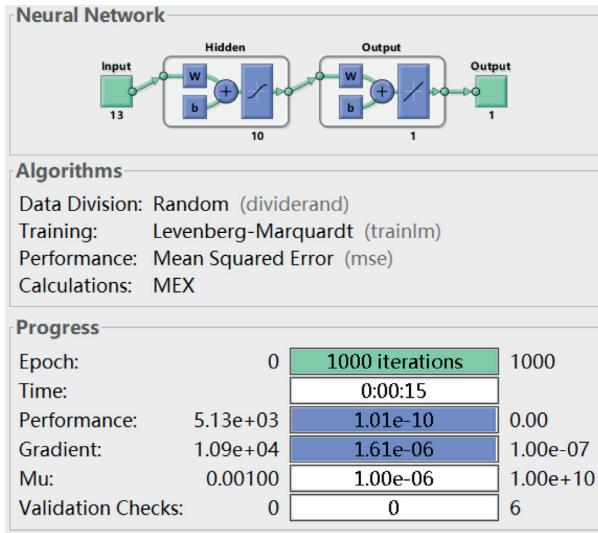 Neural Network
Hidden Output
Input W b + W b + Output
13 10 1 1
Algorithms
Data Division: Random (dividerand)
Training: Levenberg-Marquardt (trainlm)
Performance: Mean Squared Error (mse)
Calculations: MEX
Progress
Epoch: 0 1000 iterations 1000
Time: 0:00:15
Performance: 5.13e+03 1.01e-10 0.00
Gradient: 1.09e+04 1.61e-06 1.00e-07
Mu: 0.00100 1.00e-06 1.00e+10
Validation Checks: 0 0 6